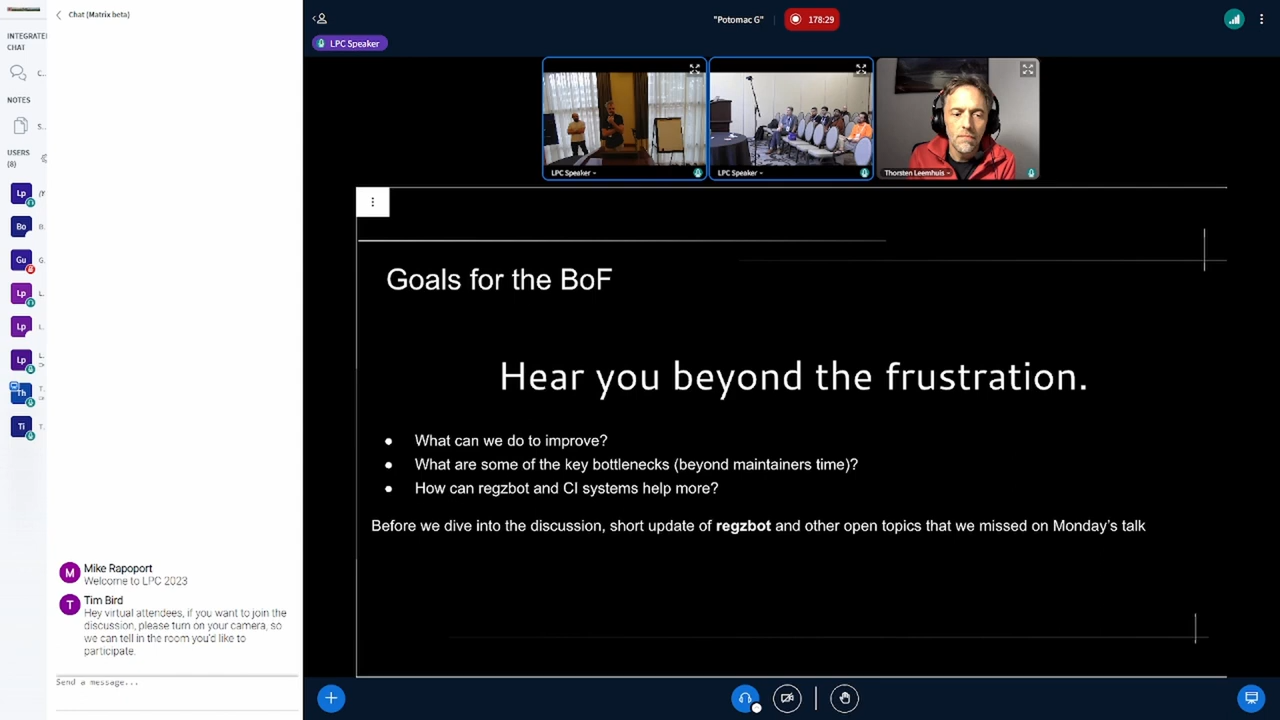 Chat [Matrix beta]
INTEGRATE
CHAT
C..
NOTES
S..
USERS
(8)
Lp
Bo
B.
Gu
G.
Lp
L..
Lp
L..
Lp
L..
Th
T..
Ti
T..
M
Mike Rapoport
Welcome to LPC 2023
T
Tim Bird
Hey virtual attendees, if you want to join the
discussion, please turn on your camera, so
we can tell in the room you'd like to
participate.
Send a message...
"Potomac G"
178:29
LPC Speaker
LPC Speaker
LPC Speaker
Thorsten Leemhuis
Goals for the BoF
Hear you beyond the frustration.
● What can we do to improve?
● What are some of the key bottlenecks (beyond maintainers time)?
● How can regzbot and CI systems help more?
Before we dive into the discussion, short update of regzbot and other open topics that we missed on Monday's talk